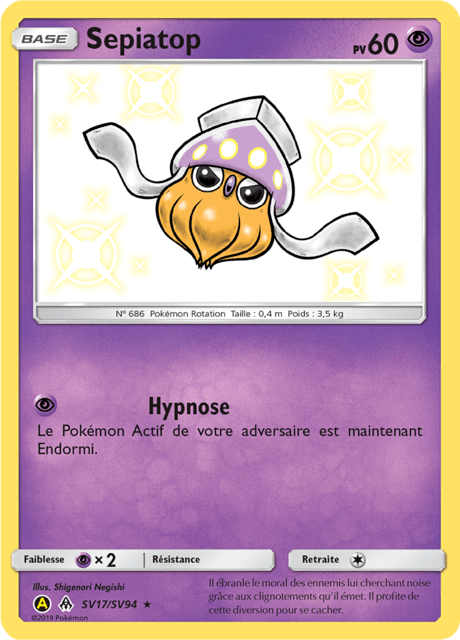 BASE Sepiatop PV 60
N° 686 Pokémon Rotation Taille : 0,4 m Poids : 3,5 kg
Hypnose
Le Pokémon Actif de votre adversaire est maintenant
Endormi.
Faiblesse ×2 Résistance Retraite
Illus. Shigenori Negishi
A SV17/SV94 ★
©2019 Pokémon
Il ébranle le moral des ennemis lui cherchant noise
grâce aux clignotements qu'il émet. Il profite de
cette diversion pour se cacher.